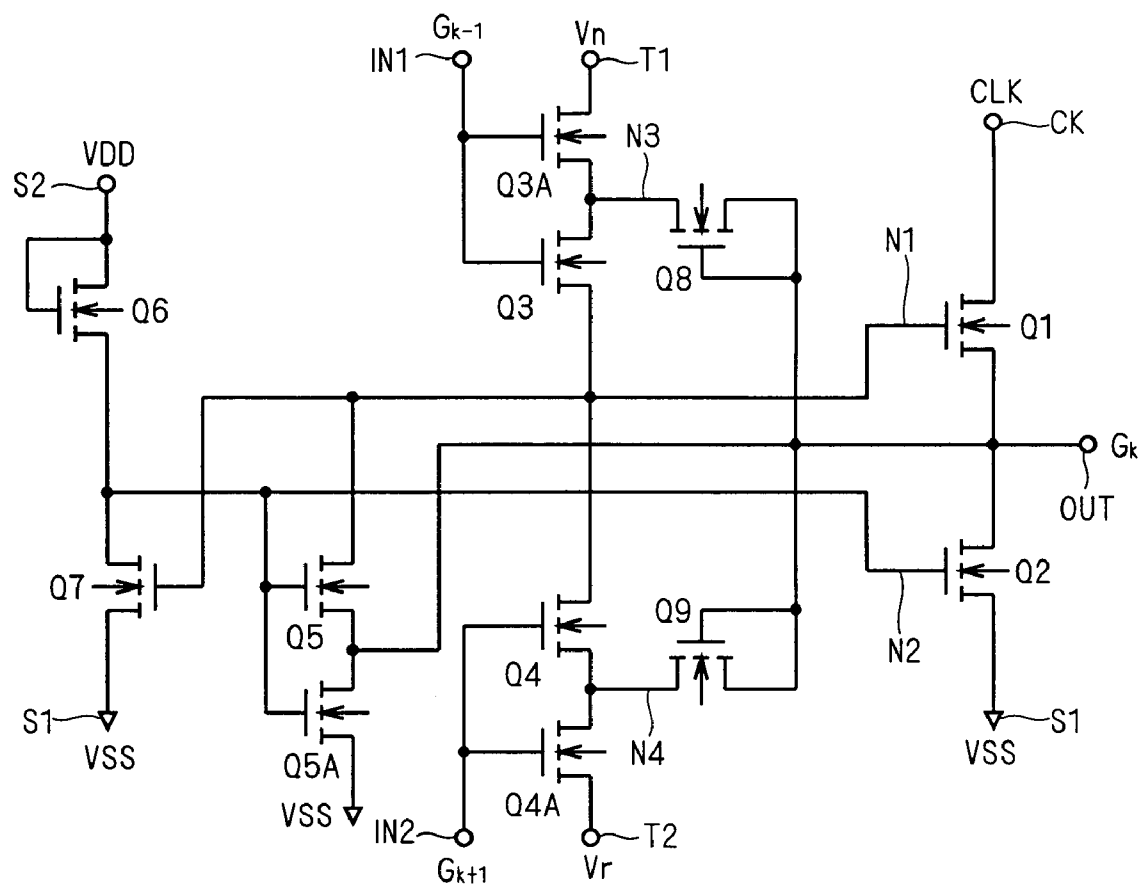 Gk-1
Vn
IN1
T1
CLK
CK
VDD
S2
N3
Q3A
N1
Q6
Q3
Q8
Q1
Gk
OUT
Q7
Q5
Q9
Q2
Q4
N2
S1
VSS
Q5A
N4
S1
VSS
Q4A
VSS
IN2
T2
Gk+1
Vr